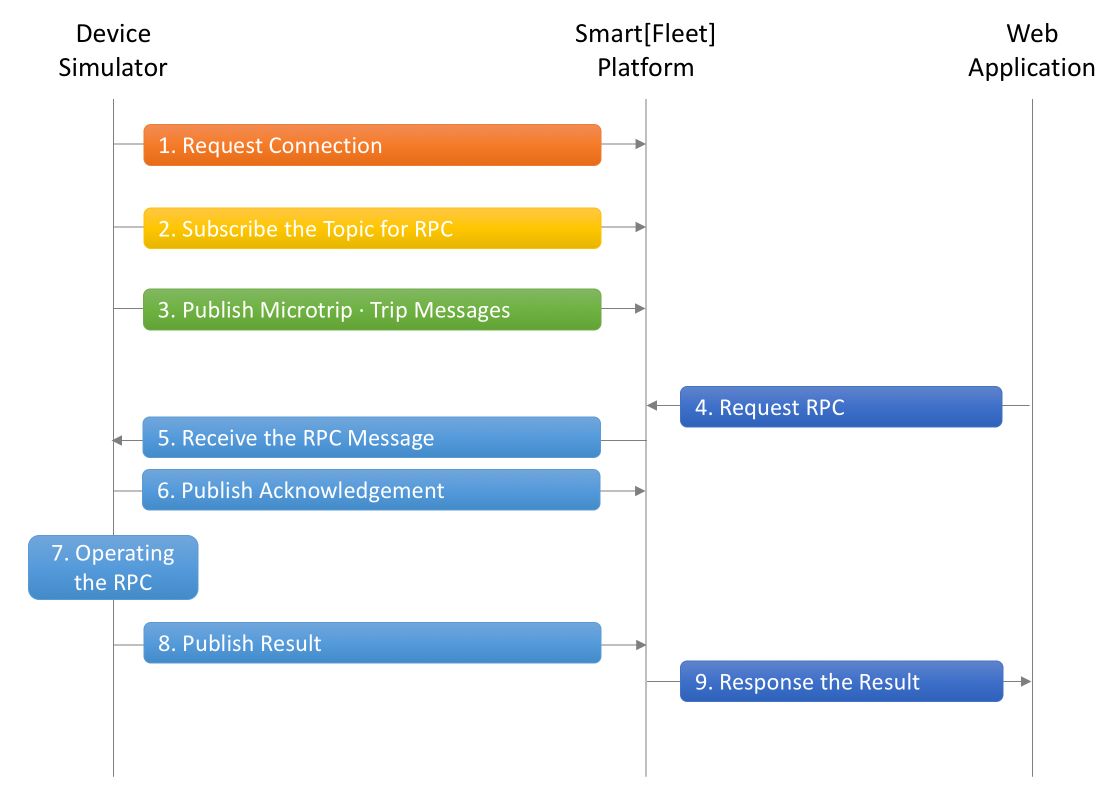 Device
Simulator
Smart[Fleet]
Platform
Web
Application
1. Request Connection
2. Subscribe the Topic for RPC
3. Publish Microtrip · Trip Messages
4. Request RPC
5. Receive the RPC Message
6. Publish Acknowledgement
7. Operating
the RPC
8. Publish Result
9. Response the Result